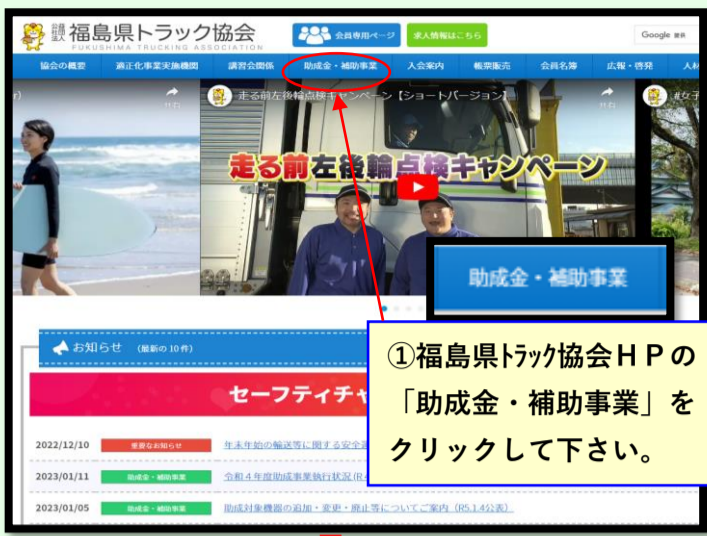 公益 社団 法人 福島県トラック協会
FUKUSHIMA TRUCKING ASSOCIATION
会員専用ページ
求人情報はこちら
Google 提供
協会の概要 適正化事業実施機関 講習会関係 助成金・補助事業 入会案内 帳票販売 会員名簿 広報・啓発 人材
走る前左後輪点検キャンペーン【ショートバージョン】
共有
共有
#女子
走る前左後輪点検キャンペーン
助成金・補助事業
お知らせ (最新の10件)
①福島県トラック協会HPの
「助成金・補助事業」を
クリックして下さい。
セーフティチャ
2022/12/10 重要なお知らせ 年末年始の輸送等に関する安全
2023/01/11 助成金・補助事業 令和4年度助成事業執行状況(R
2023/01/05 助成金・補助事業 助成対象機器の追加・変更・廃止等についてご案内(R5.1.4公表)